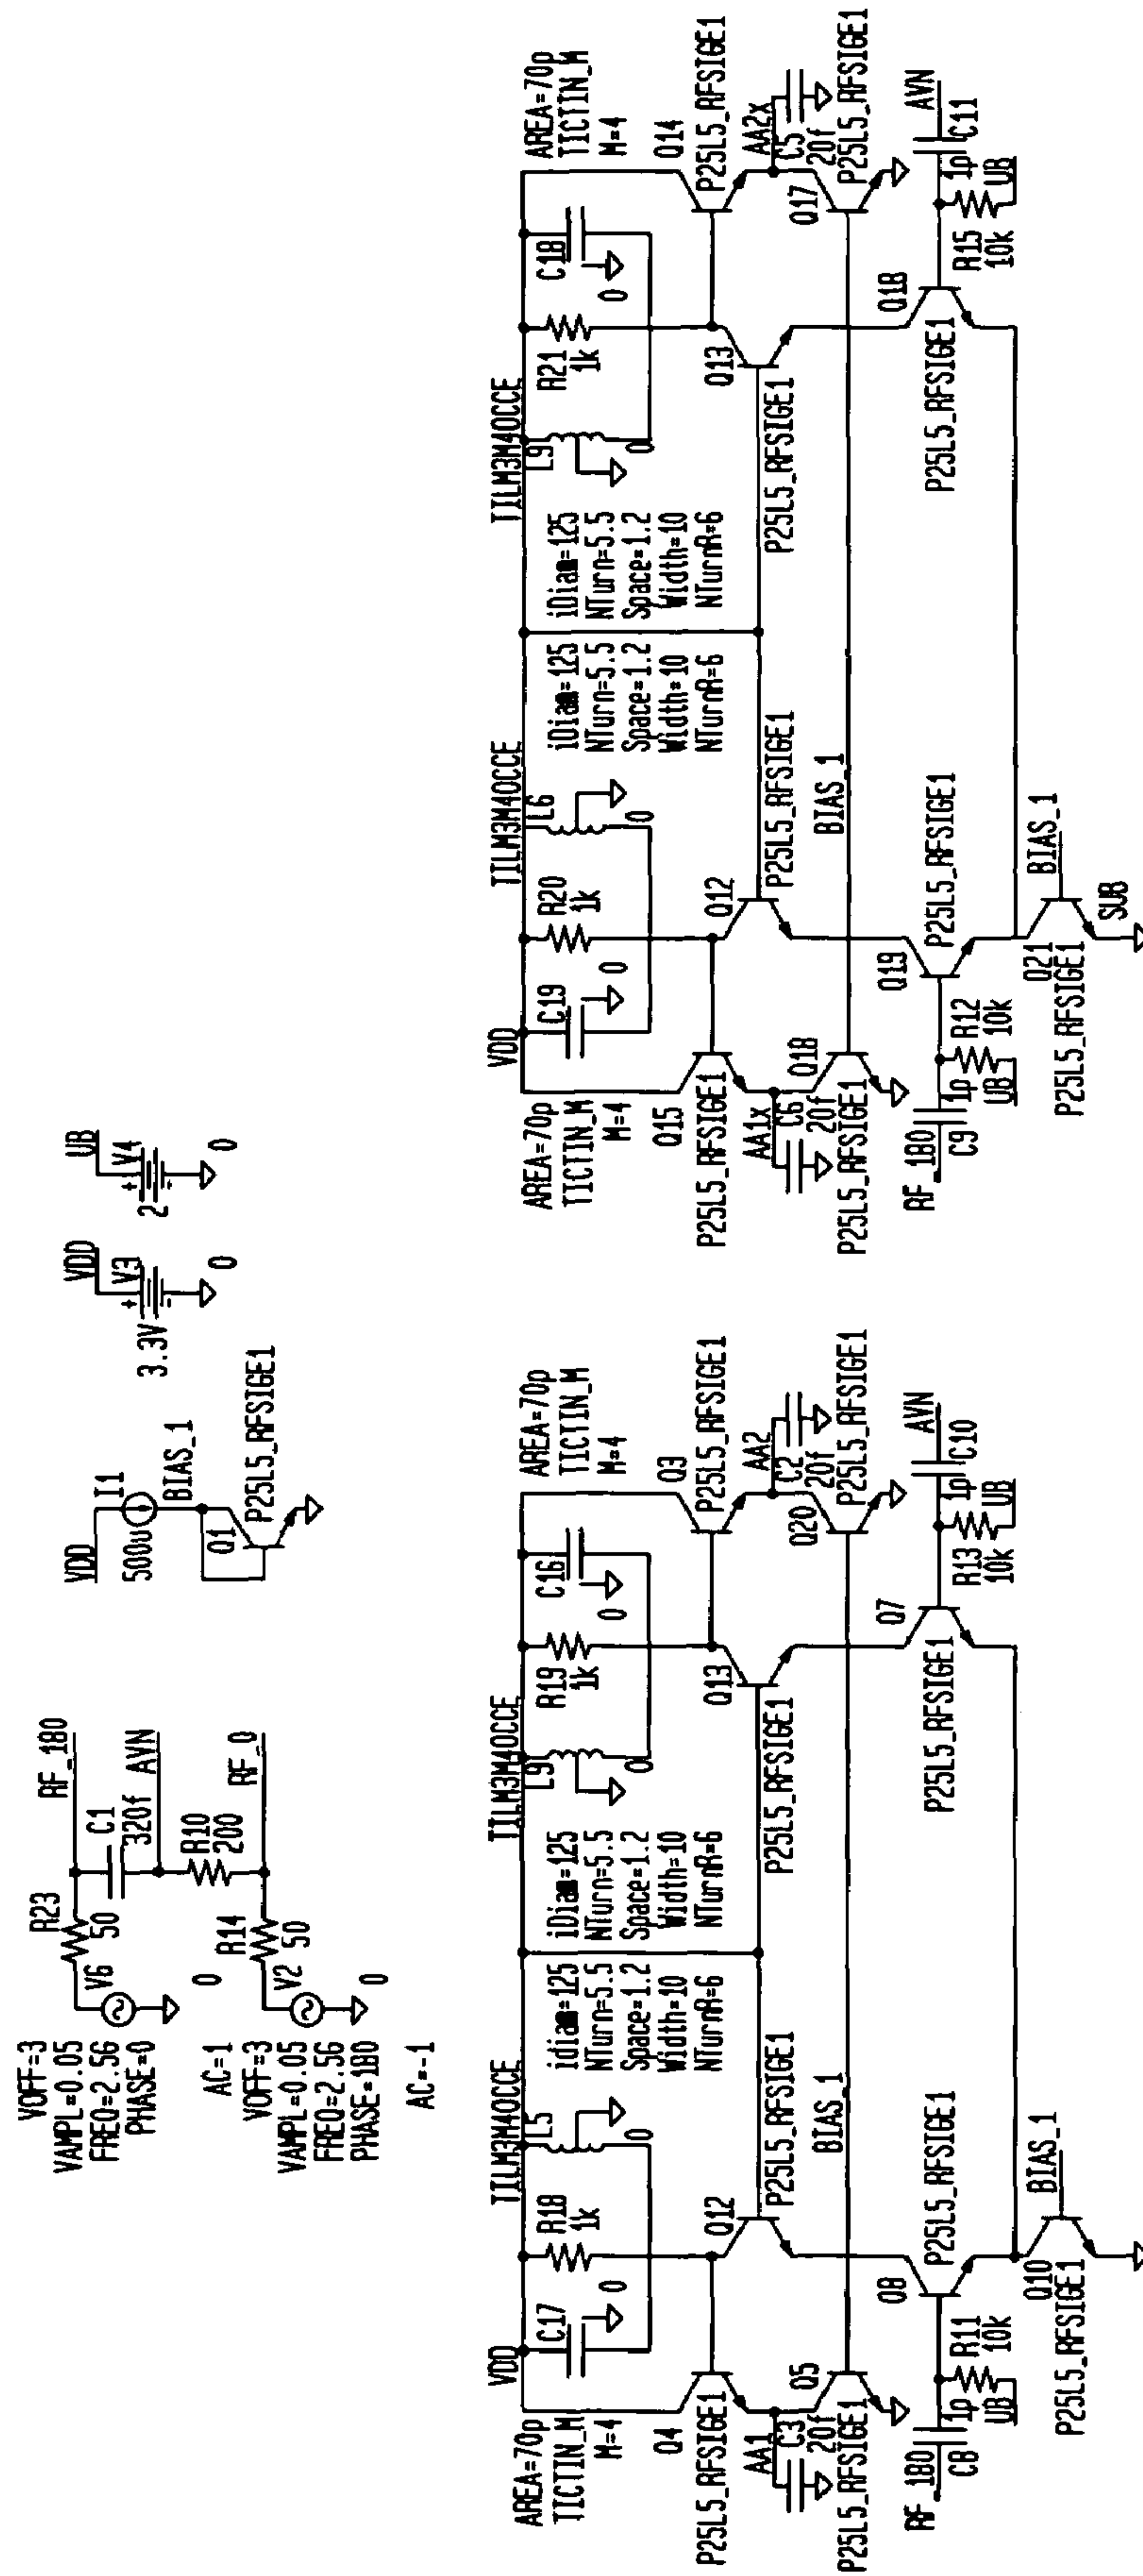 VOFF=3
VAMPL=0.05
FREQ=2.5G
PHASE=0
V6
R23
50
RF_180
C1
320f
AVN
0
AC=1
VOFF=3
VAMPL=0.05
FREQ=2.5G
PHASE=180
V2
R14
50
R10
200
RF_0
0
AC=-1
VDD
I1
500u
BIAS_1
Q1
P25L5_RFSIGE1
VDD
V3
+
3.3V
0
UB
V4
+
2
0
TILM3M4OCCE
TILM3M4OCCE
VDD
AREA=70p
TICTIN_M
M=4
C17
0
R18
1k
L5
0
idiam=125
NTurn=5.5
Space=1.2
Width=10
NTurnR=6
iDiam=125
NTurn=5.5
Space=1.2
Width=10
NTurnR=6
L9
0
R19
1k
C16
0
AREA=70p
TICTIN_M
M=4
Q4
P25L5_RFSIGE1
Q12
P25L5_RFSIGE1
Q13
P25L5_RFSIGE1
Q3
P25L5_RFSIGE1
AA1
C3
20f
Q5
P25L5_RFSIGE1
BIAS_1
AA2
C2
20f
Q20
P25L5_RFSIGE1
RF_180
C8
1p
UB
R11
10k
Q8
P25L5_RFSIGE1
Q7
P25L5_RFSIGE1
R13
10k
1p
UB
AVN
C10
Q10
P25L5_RFSIGE1
BIAS_1
TILM3M4OCCE
TILM3M4OCCE
VDD
AREA=70p
TICTIN_M
M=4
C19
0
R20
1k
L6
0
iDiam=125
NTurn=5.5
Space=1.2
Width=10
NTurnR=6
iDiam=125
NTurn=5.5
Space=1.2
Width=10
NTurnR=6
L9
0
R21
1k
C18
0
AREA=70p
TICTIN_M
M=4
Q15
P25L5_RFSIGE1
Q12
P25L5_RFSIGE1
Q13
P25L5_RFSIGE1
Q14
P25L5_RFSIGE1
AA1x
C6
20f
Q18
P25L5_RFSIGE1
BIAS_1
AA2x
C5
20f
Q17
P25L5_RFSIGE1
RF_180
C9
1p
UB
R12
10k
Q19
P25L5_RFSIGE1
Q18
P25L5_RFSIGE1
R15
10k
1p
UB
AVN
C11
Q21
P25L5_RFSIGE1
BIAS_1
SUB